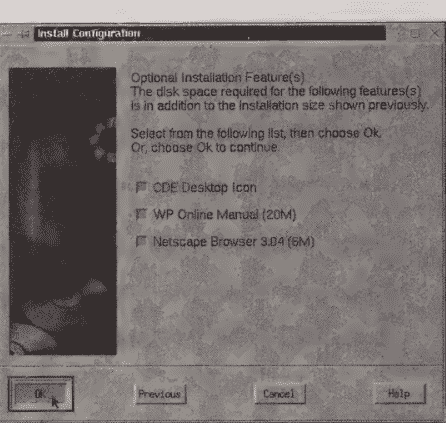 Install Configuration
Optional Installation Feature(s)
The disk space required for the following features(s)
is in addition to the installation size shown previously.
Select from the following list, then choose Ok.
Or, choose Ok to continue.
CDE Desktop Icon
WP Online Manual (20M)
Netscape Browser 3.04 (6M)
OK
Previous
Cancel
Help